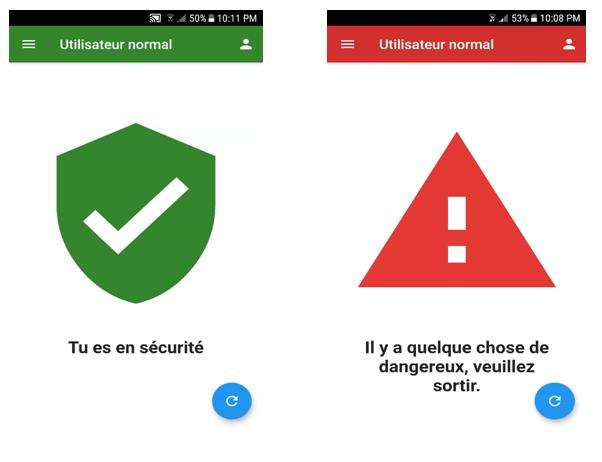 50% 10:11 PM
Utilisateur normal
Tu es en sécurité
53% 10:08 PM
Utilisateur normal
Il y a quelque chose de
dangereux, veuillez
sortir.